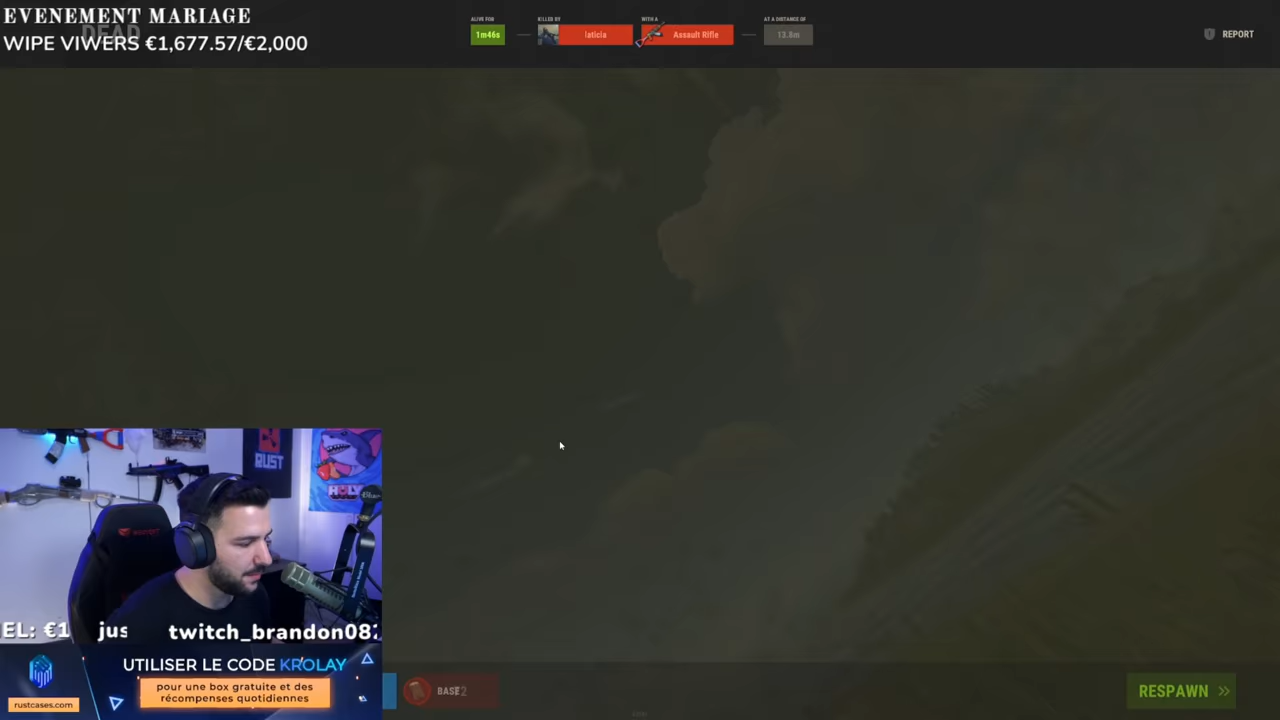 EVENEMENT MARIAGE
DEAD
WIPE VIWERS €1,677.57/€2,000
ALIVE FOR
1m46s
KILLED BY
laticia
WITH A
Assault Rifle
AT A DISTANCE OF
13.8m
REPORT
RUST
HOLY
EL: €1 jus twitch_brandon08
UTILISER LE CODE KROLAY
pour une box gratuite et des
récompenses quotidiennes
rustcases.com
BASE2
RESPAWN